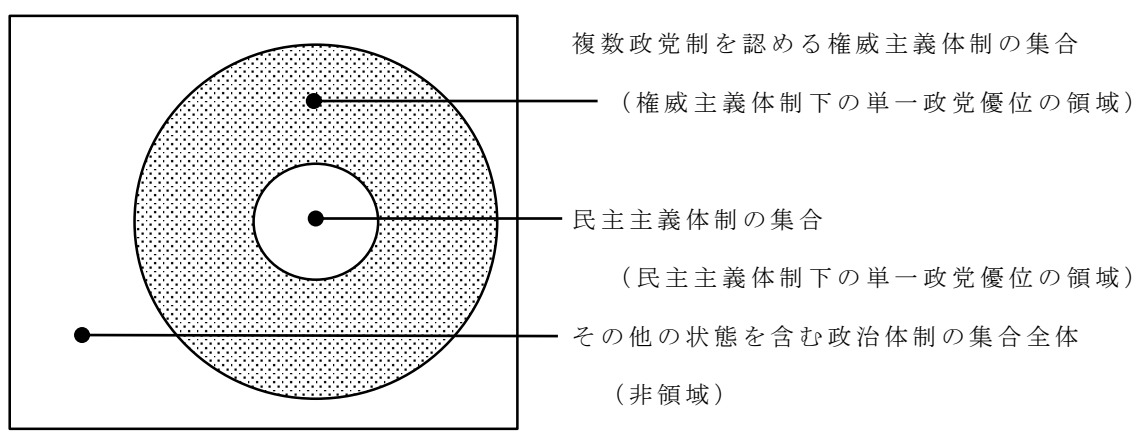 複数政党制を認める権威主義体制の集合
（権威主義体制下の単一政党優位の領域）
民主主義体制の集合
（民主主義体制下の単一政党優位の領域）
その他の状態を含む政治体制の集合全体
（非領域）